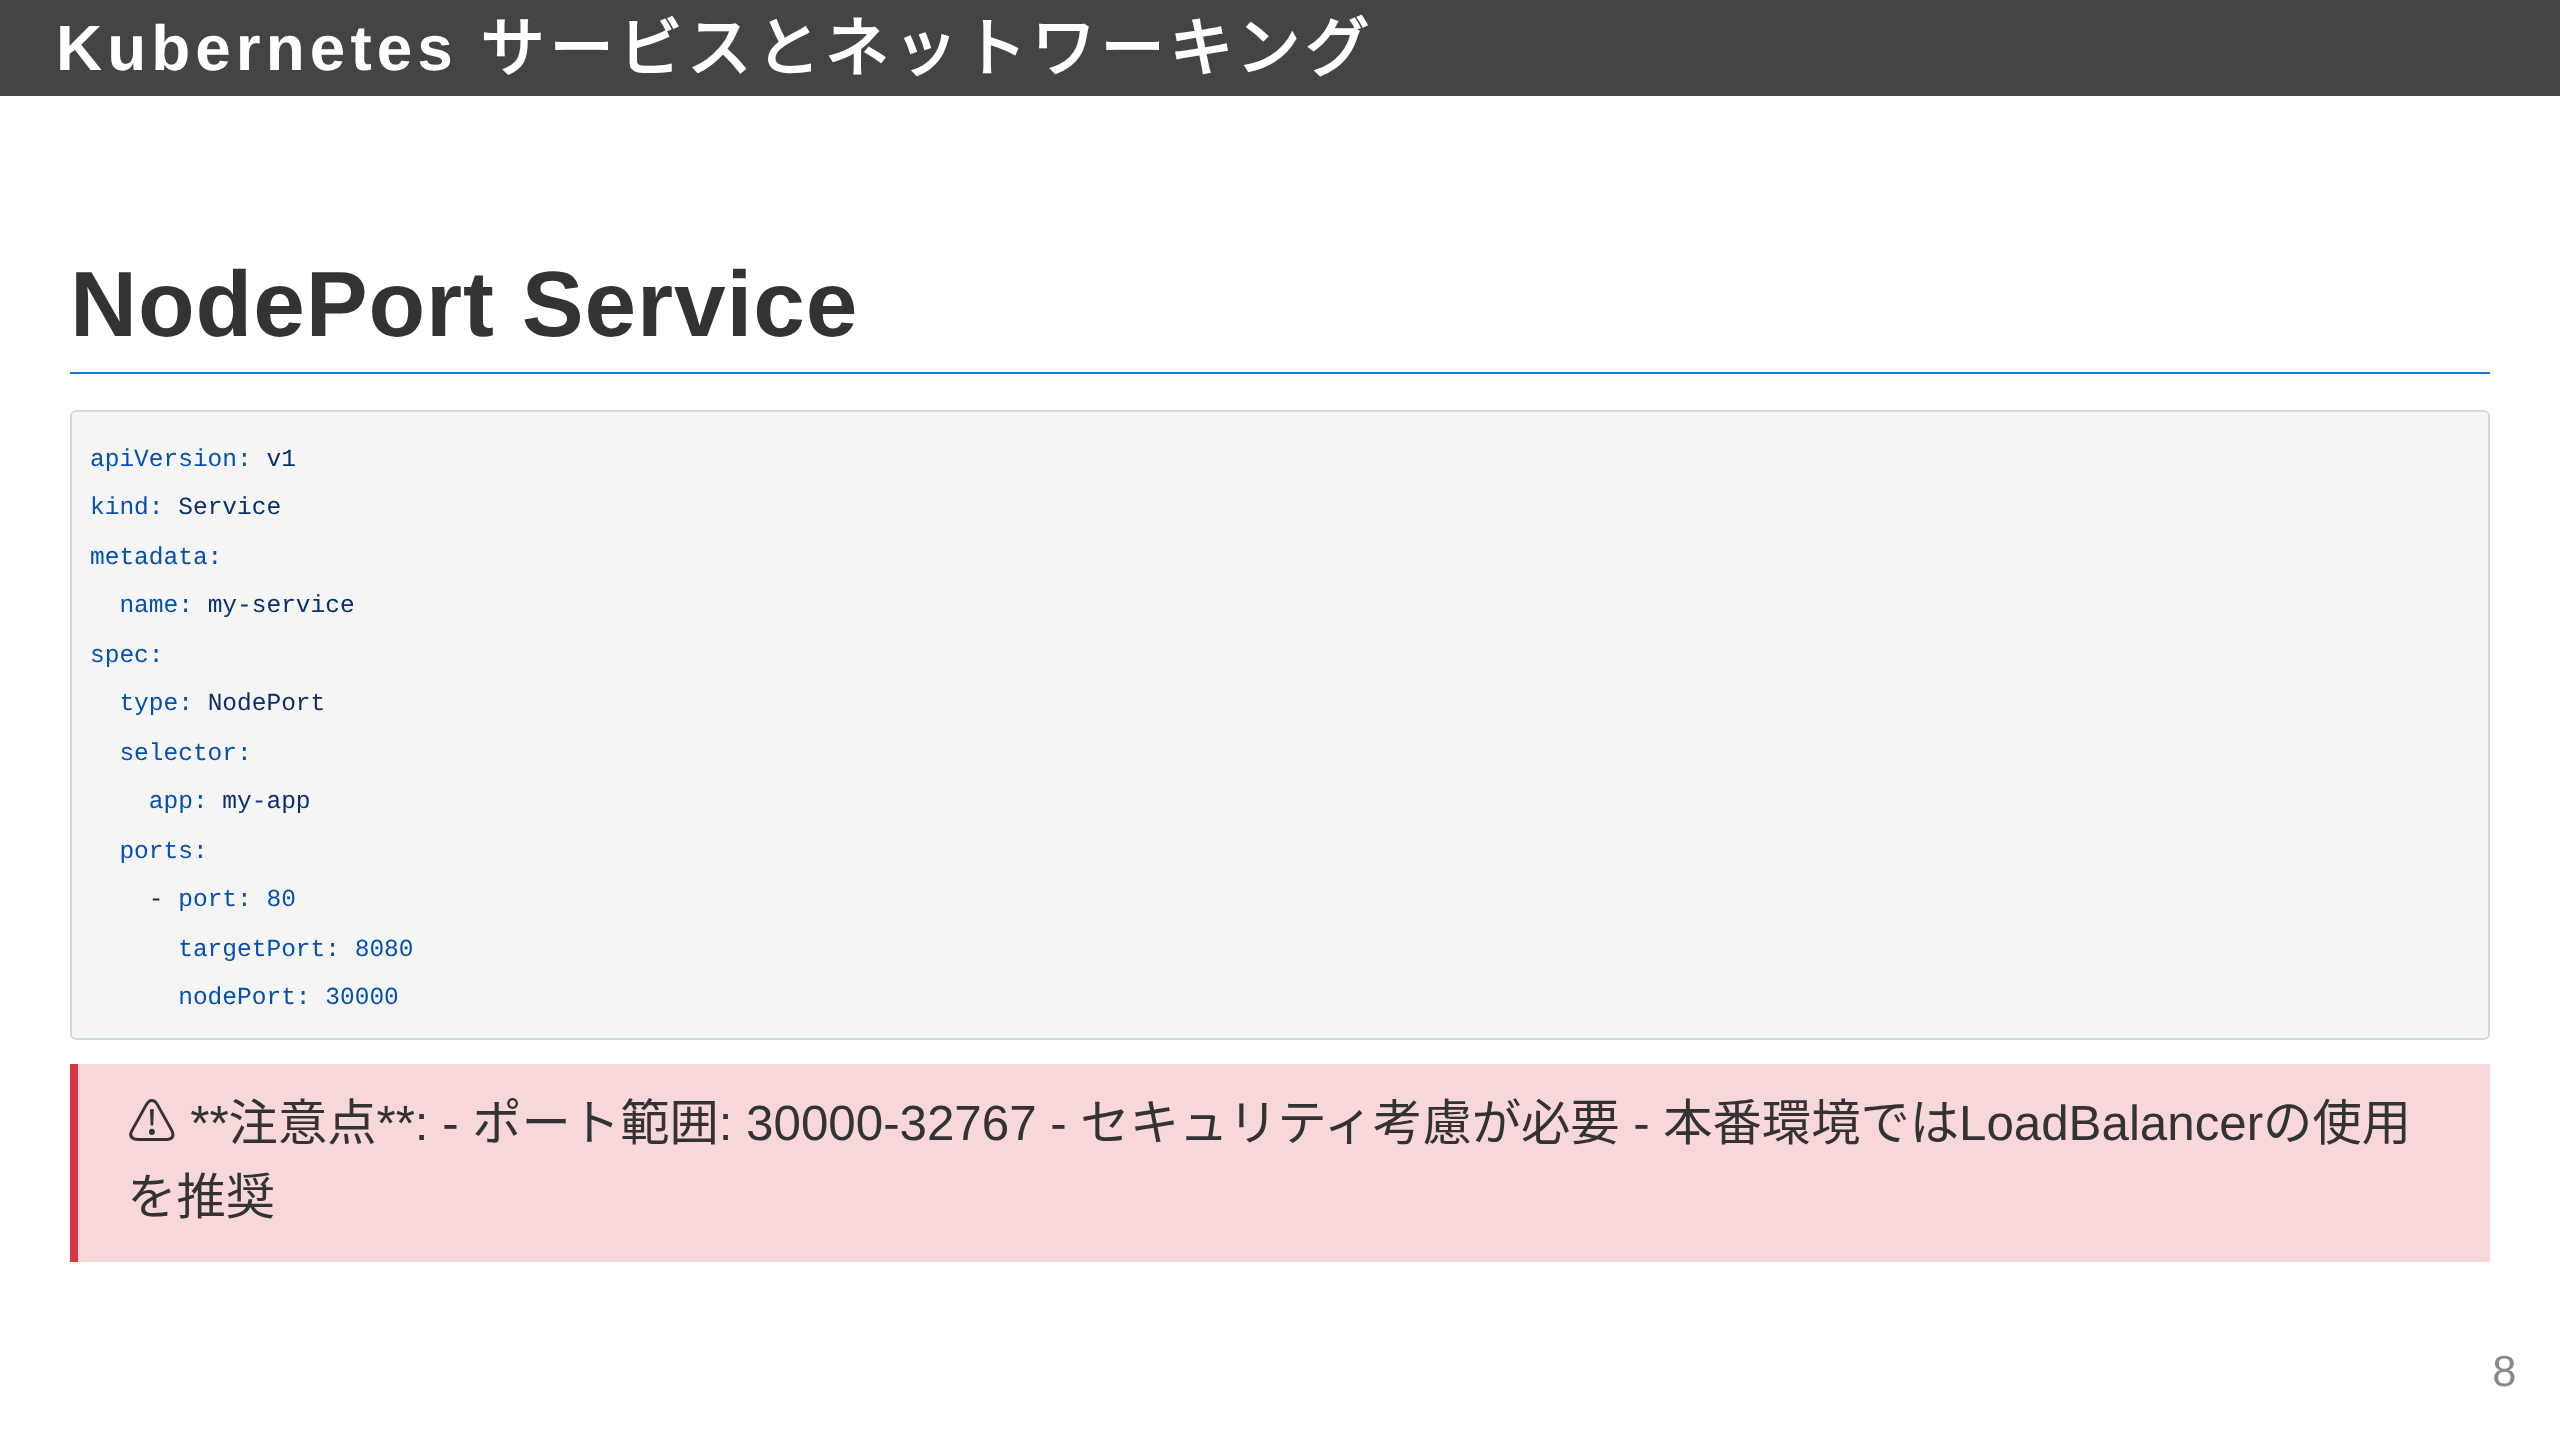 Kubernetes サービスとネットワーキング
NodePort Service
apiVersion: v1
kind: Service
metadata:
  name: my-service
spec:
  type: NodePort
  selector:
    app: my-app
  ports:
    - port: 80
      targetPort: 8080
      nodePort: 30000
⚠ **注意点**: - ポート範囲: 30000-32767 - セキュリティ考慮が必要 - 本番環境ではLoadBalancerの使用
を推奨
8